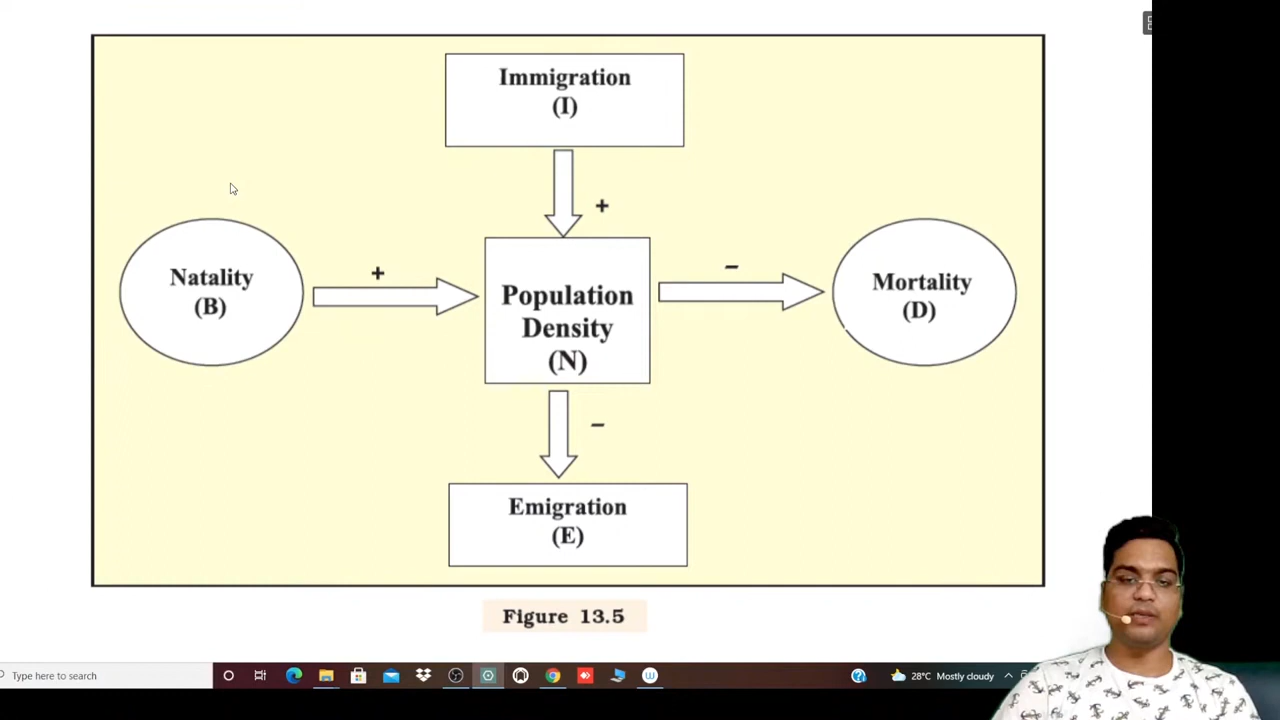 Immigration
(I)
+
Natality
(B)
+
Population
Density
(N)
–
Mortality
(D)
–
Emigration
(E)
Figure 13.5
Type here to search
28°C Mostly cloudy